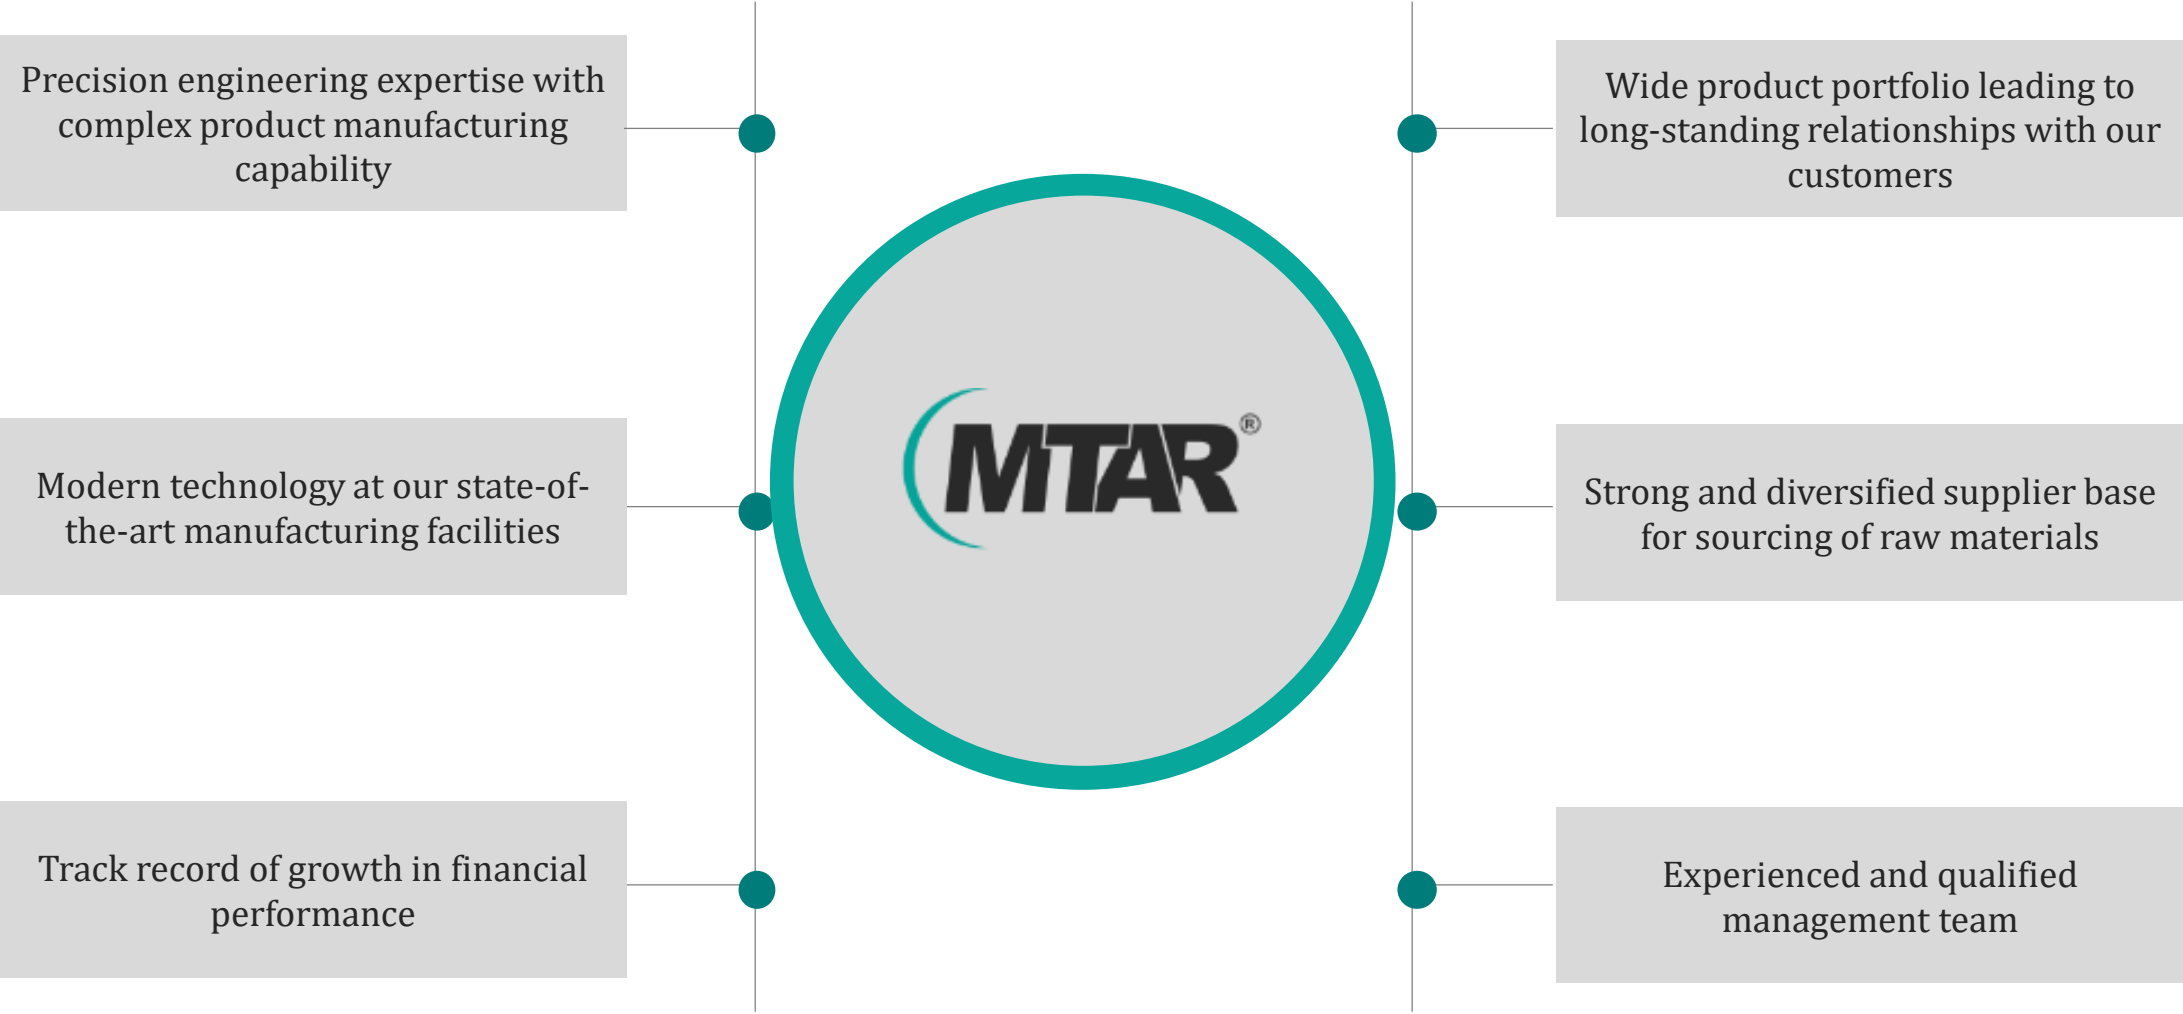 Precision engineering expertise with
complex product manufacturing
capability
Modern technology at our state-of-
the-art manufacturing facilities
Track record of growth in financial
performance
MTAR®
Wide product portfolio leading to
long-standing relationships with our
customers
Strong and diversified supplier base
for sourcing of raw materials
Experienced and qualified
management team